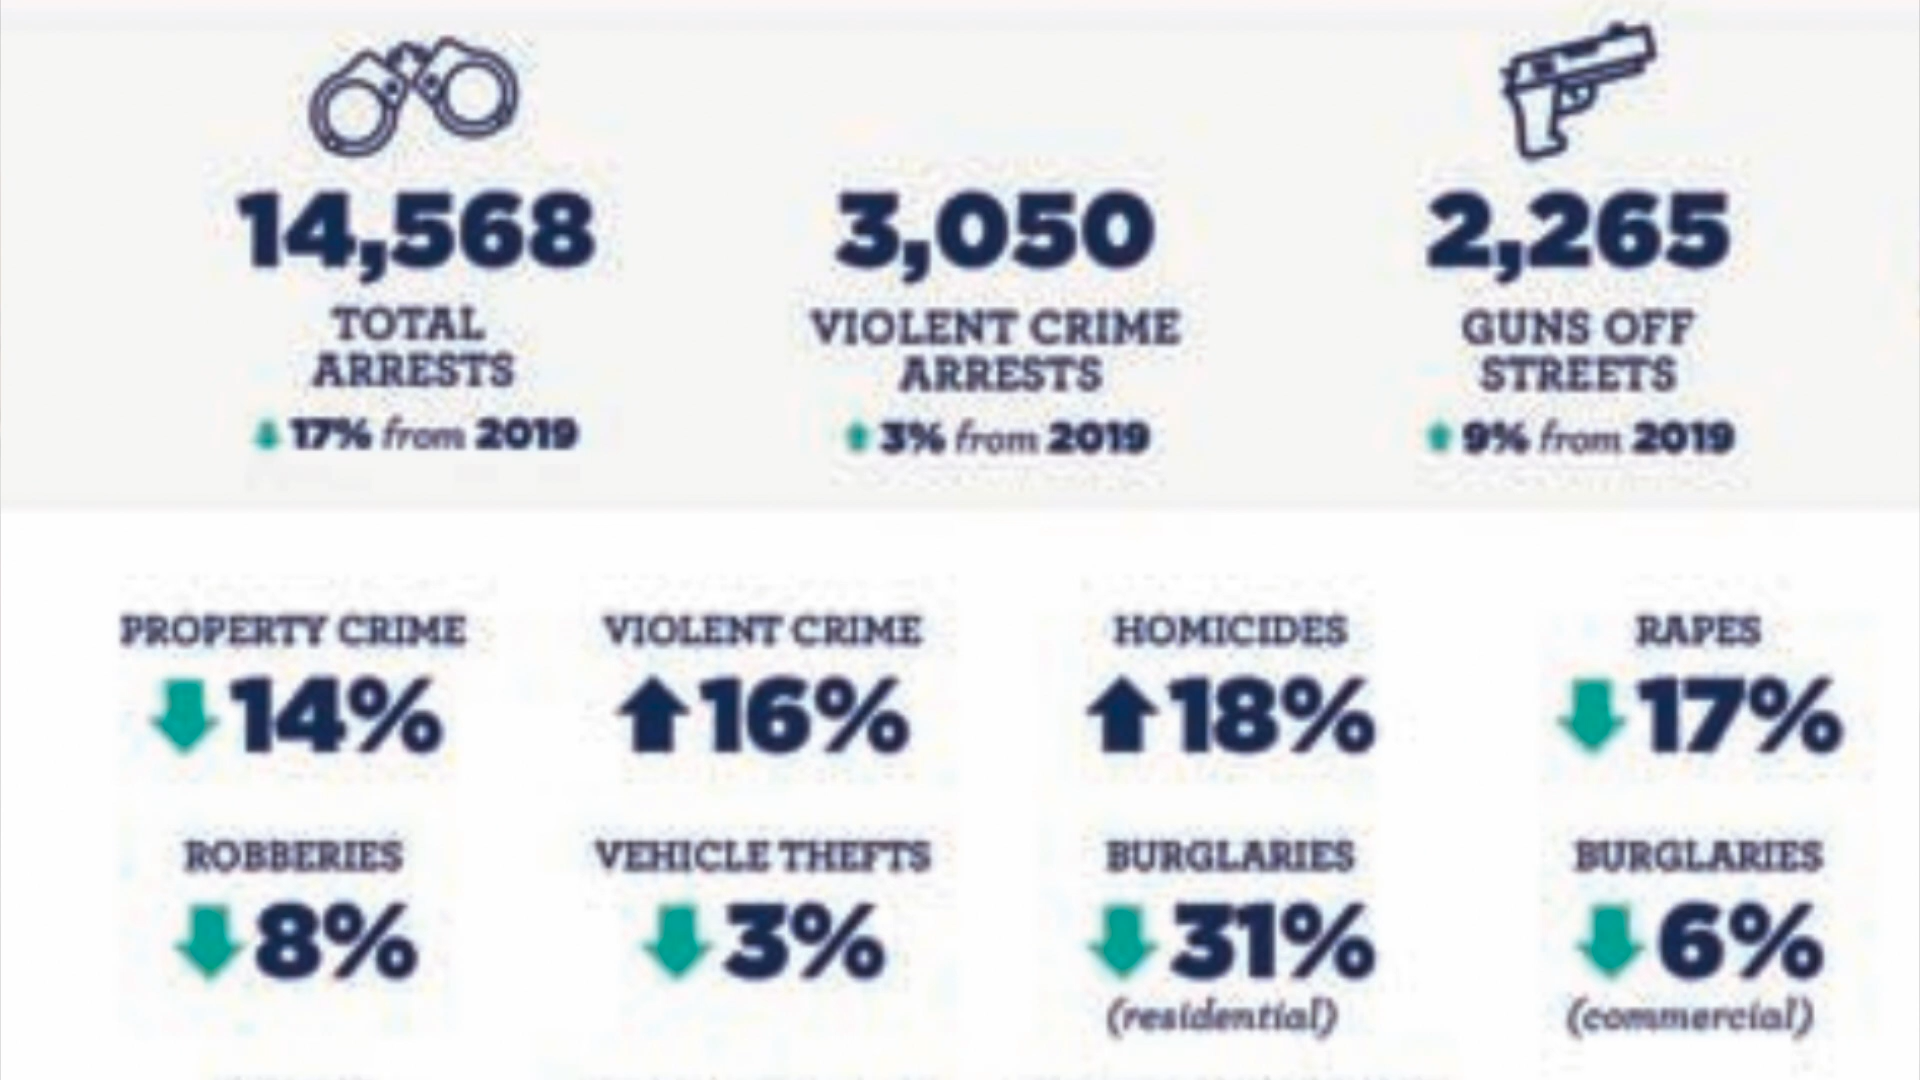 14,568
TOTAL
ARRESTS
17% from 2019
3,050
VIOLENT CRIME
ARRESTS
3% from 2019
2,265
GUNS OFF
STREETS
9% from 2019
PROPERTY CRIME
14%
VIOLENT CRIME
16%
HOMICIDES
18%
RAPES
17%
ROBBERIES
8%
VEHICLE THEFTS
3%
BURGLARIES
31%
(residential)
BURGLARIES
6%
(commercial)